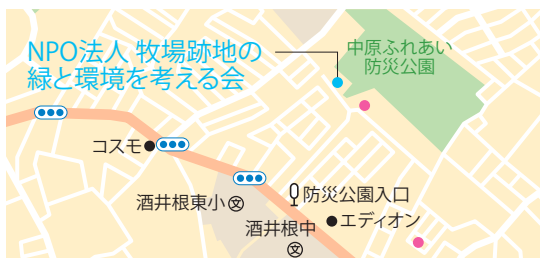 NPO法人 牧場跡地の
緑と環境を考える会
中原ふれあい
防災公園
コスモ
酒井根東小
文
防災公園入口
エディオン
酒井根中
文